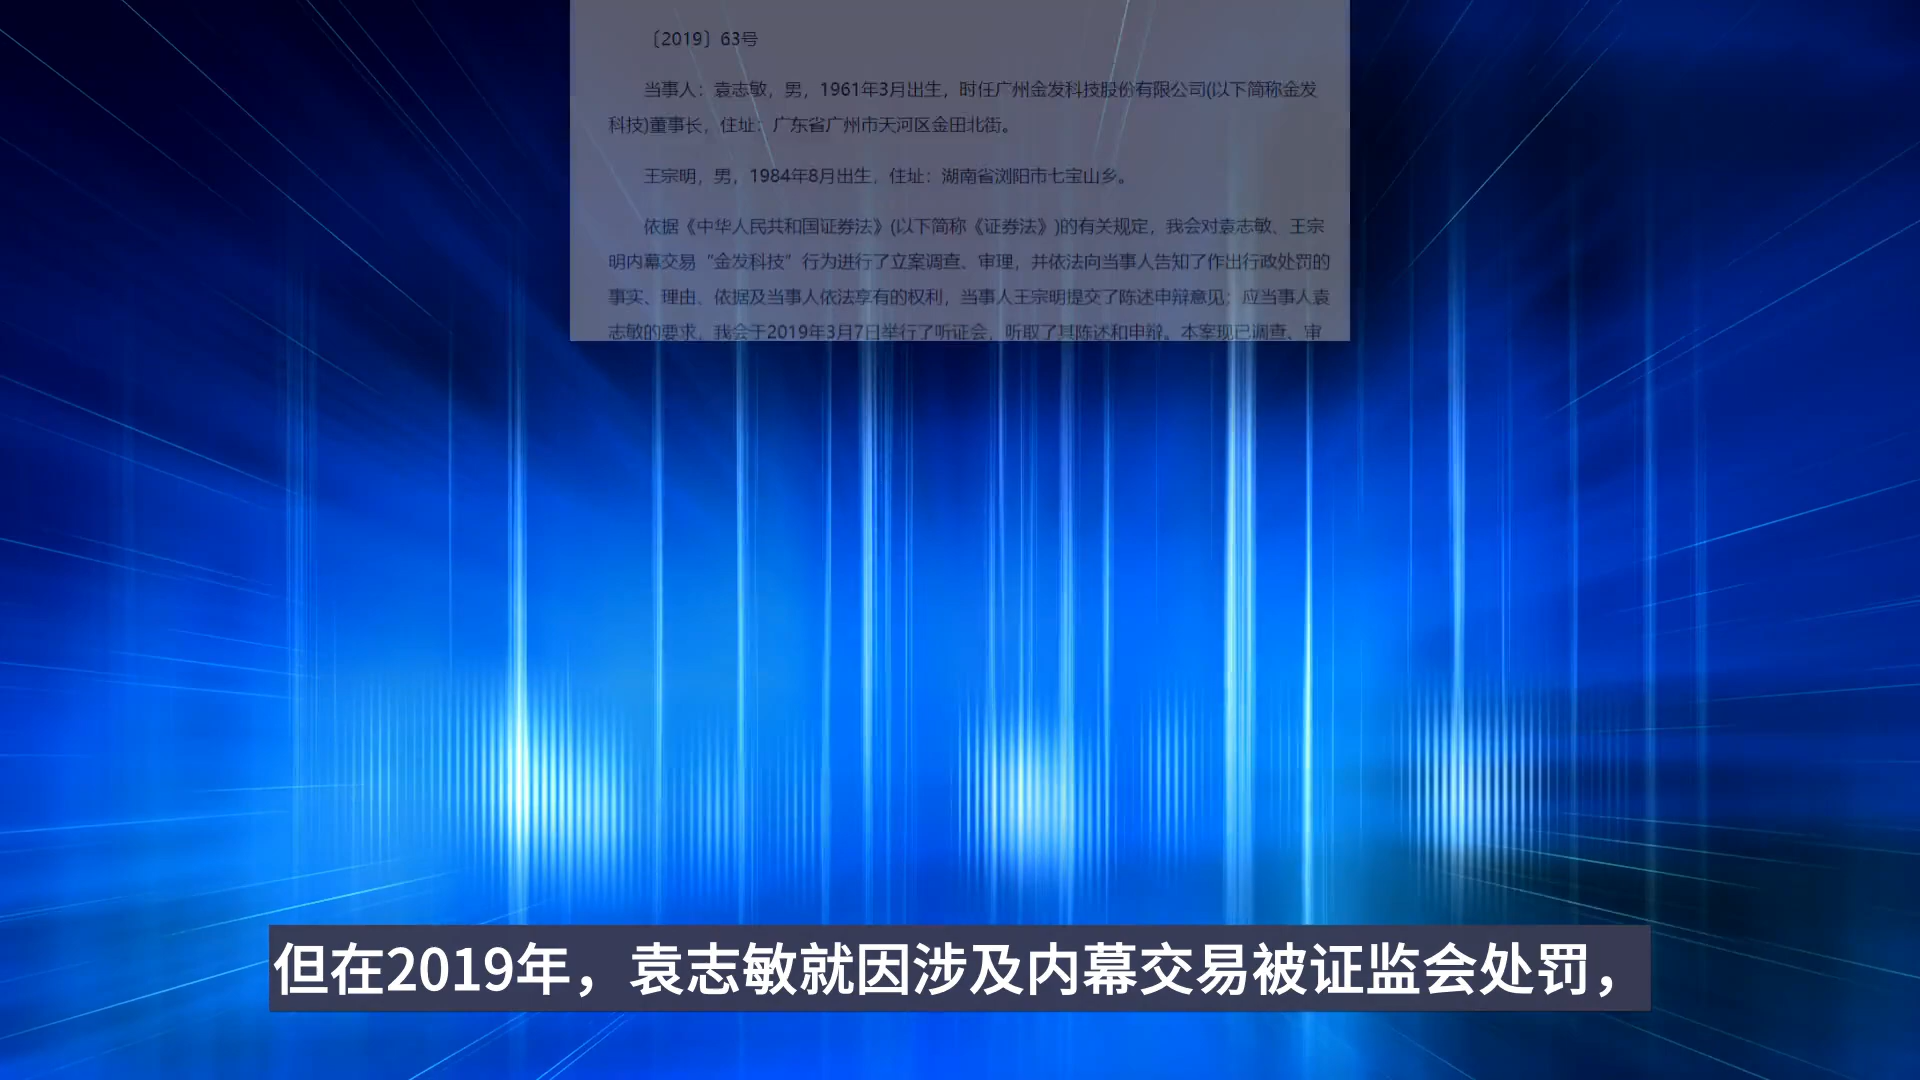 〔2019〕63号
当事人：袁志敏，男，1961年3月出生，时任广州金发科技股份有限公司(以下简称金发
科技)董事长，住址：广东省广州市天河区金田北街。
王宗明，男，1984年8月出生，住址：湖南省浏阳市七宝山乡。
依据《中华人民共和国证券法》(以下简称《证券法》)的有关规定，我会对袁志敏、王宗
明内幕交易“金发科技”行为进行了立案调查、审理，并依法向当事人告知了作出行政处罚的
事实、理由、依据及当事人依法享有的权利，当事人王宗明提交了陈述申辩意见；应当事人袁
志敏的要求，我会于2019年3月7日举行了听证会，听取了其陈述和申辩。本案现已调查、审
但在2019年，袁志敏就因涉及内幕交易被证监会处罚，